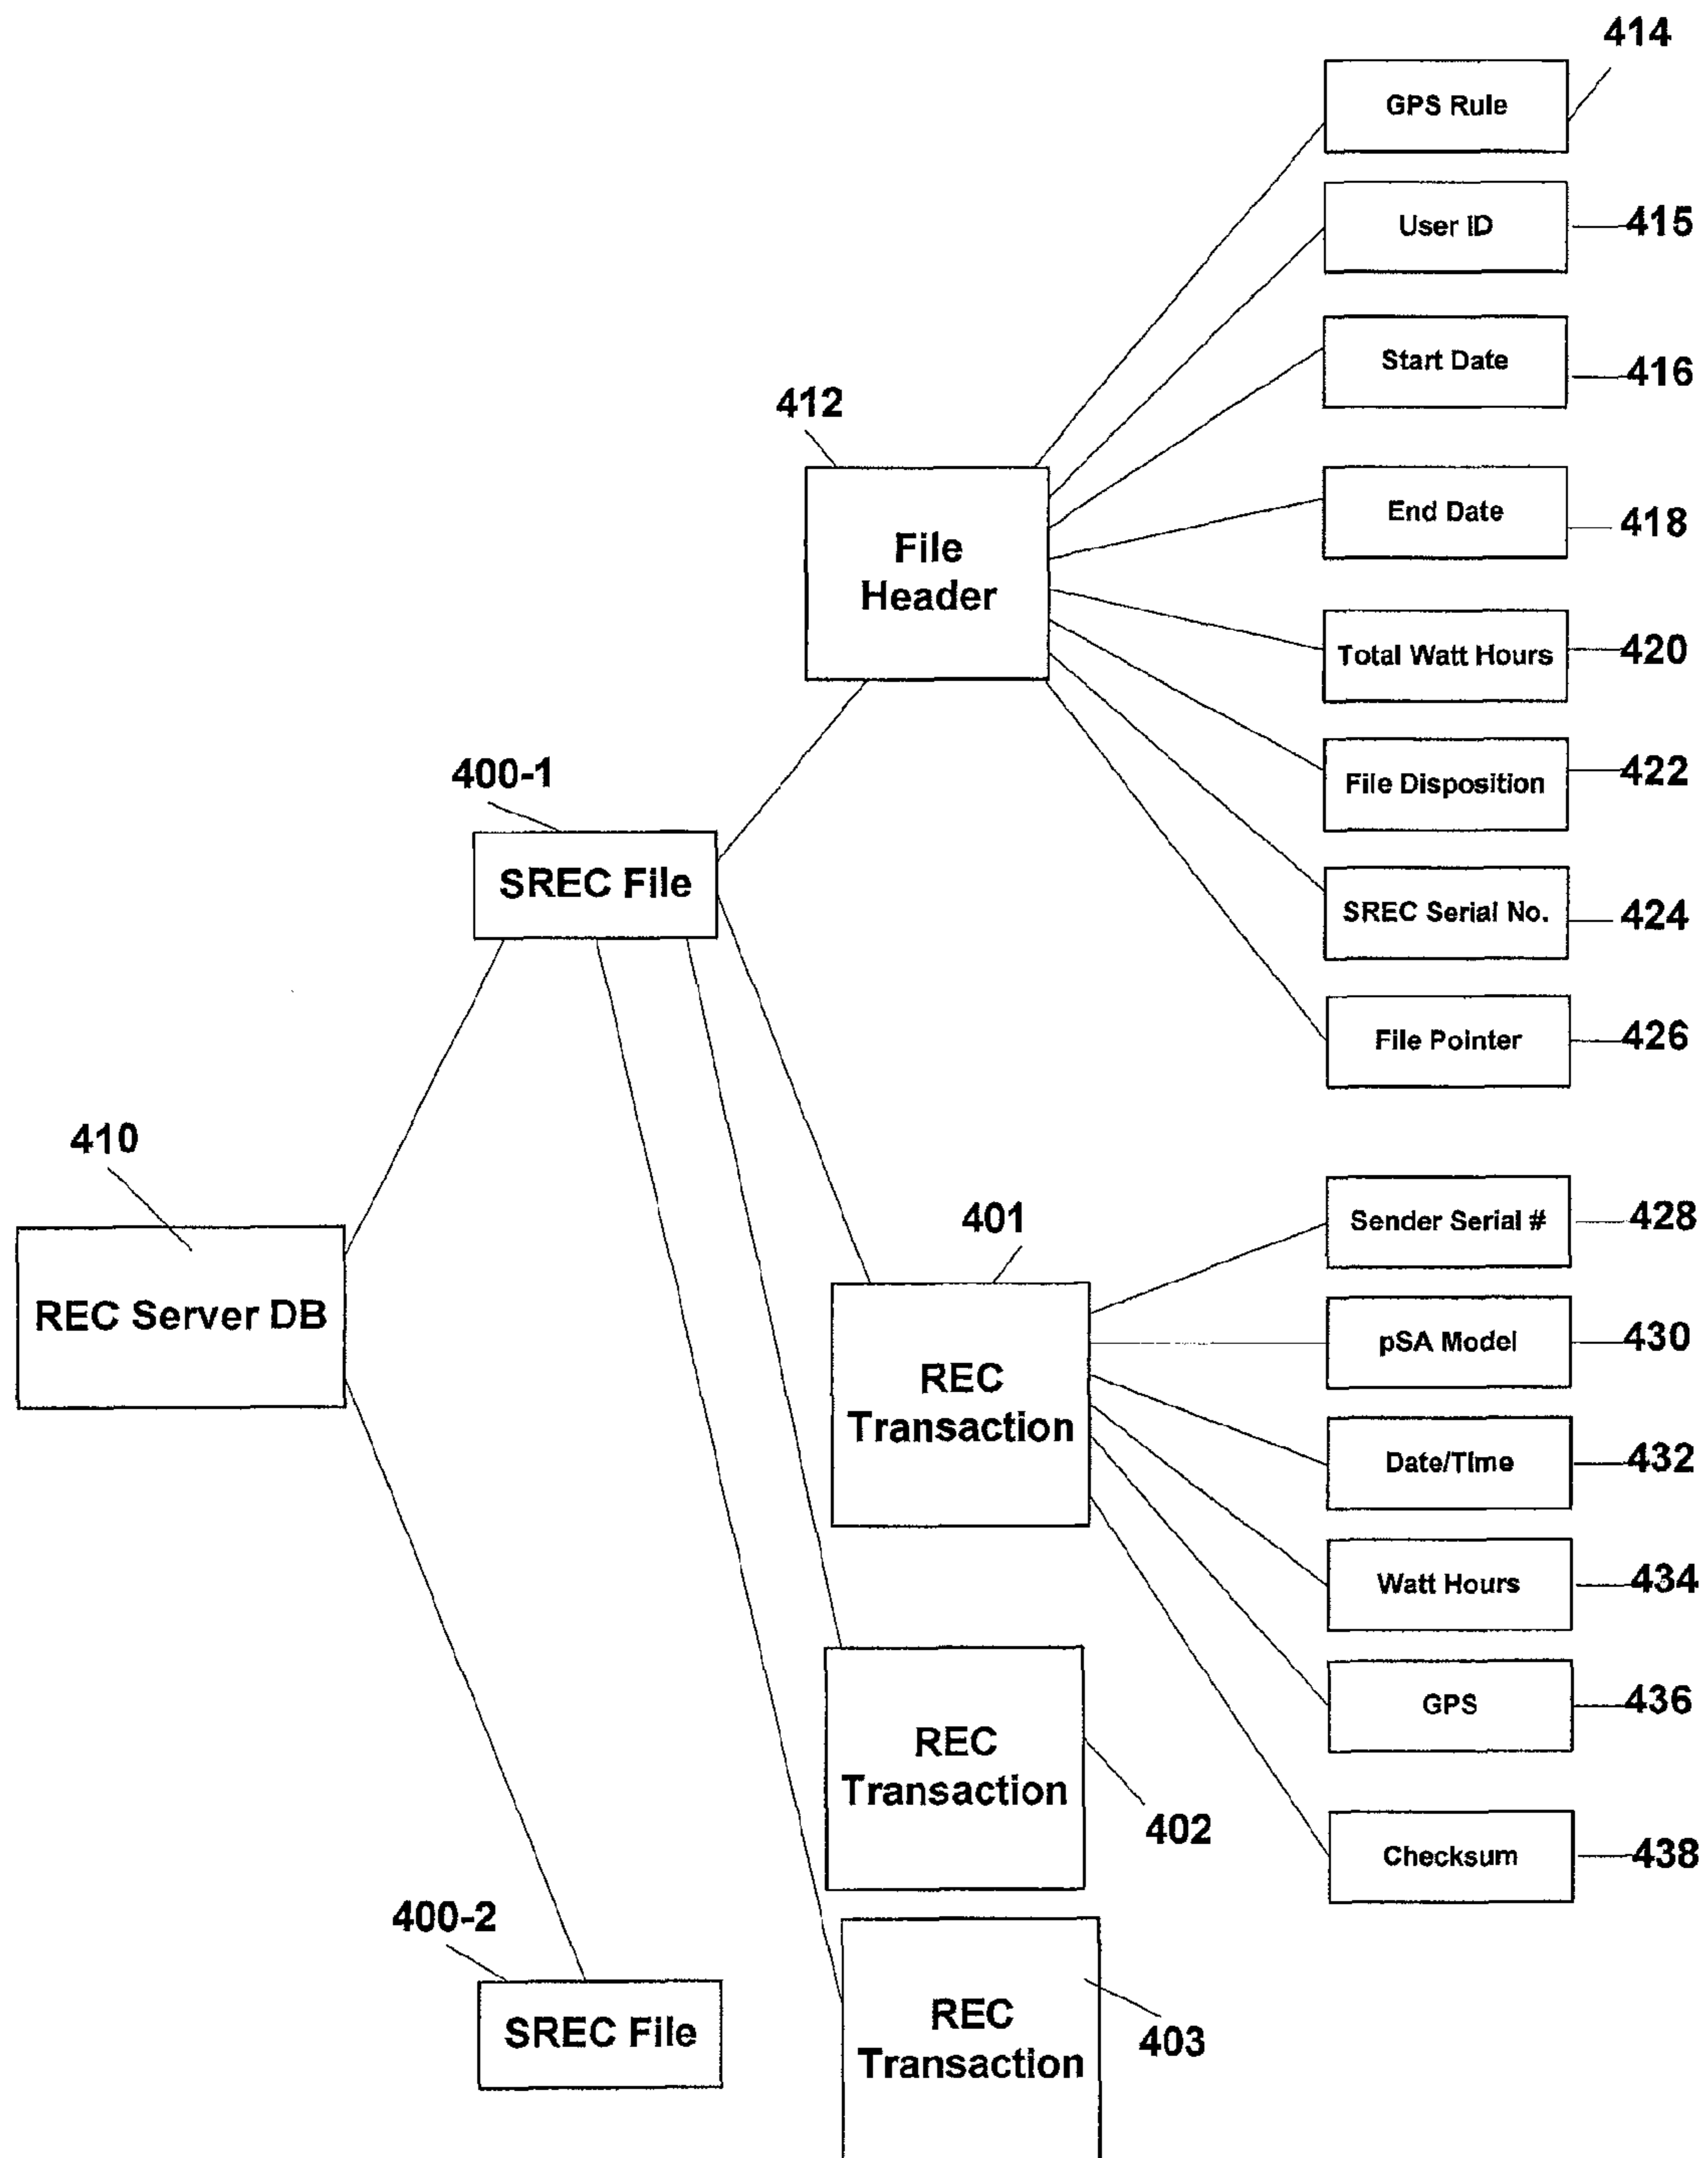 414
GPS Rule
User ID
415
Start Date
416
412
End Date
418
File
Header
Total Watt Hours
420
400-1
File Disposition
422
SREC File
SREC Serial No.
424
File Pointer
426
410
401
Sender Serial #
428
REC Server DB
pSA Model
430
REC
Transaction
Date/Time
432
Watt Hours
434
GPS
436
REC
Transaction
402
Checksum
438
400-2
SREC File
REC
Transaction
403